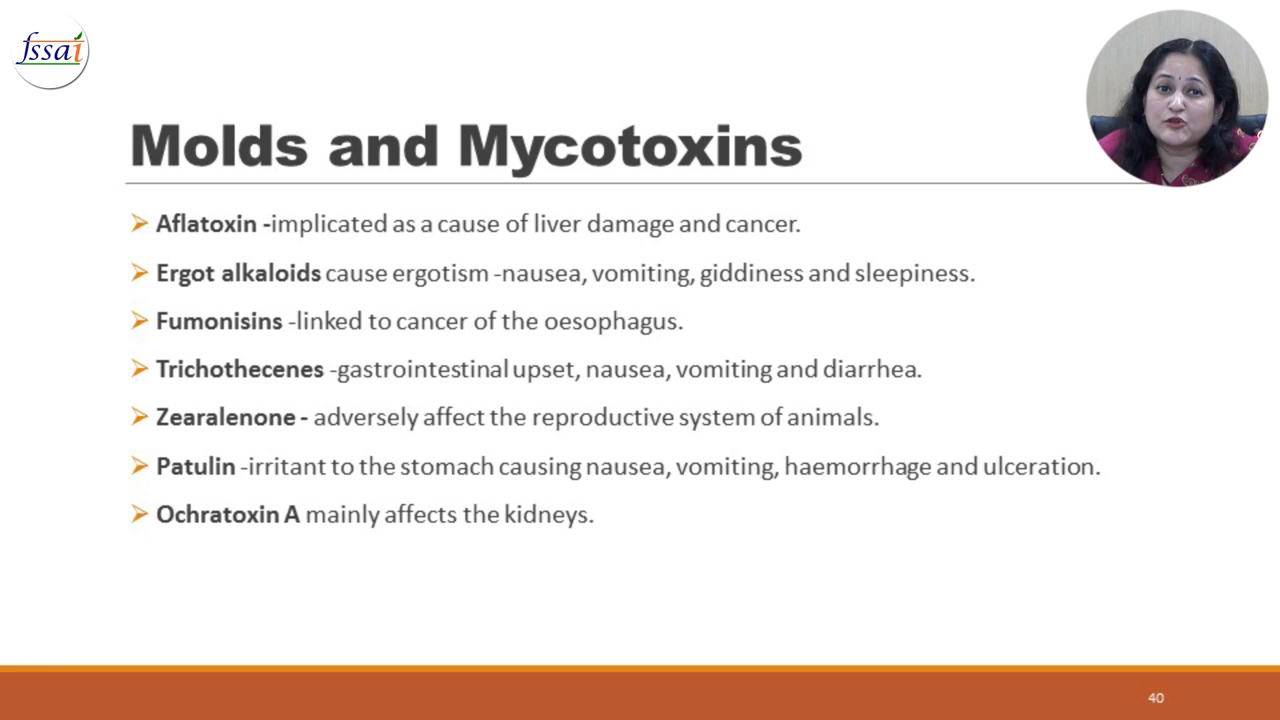 fssai
Molds and Mycotoxins
Aflatoxin -implicated as a cause of liver damage and cancer.
Ergot alkaloids cause ergotism -nausea, vomiting, giddiness and sleepiness.
Fumonisins -linked to cancer of the oesophagus.
Trichothecenes -gastrointestinal upset, nausea, vomiting and diarrhea.
Zearalenone - adversely affect the reproductive system of animals.
Patulin -irritant to the stomach causing nausea, vomiting, haemorrhage and ulceration.
Ochratoxin A mainly affects the kidneys.
40